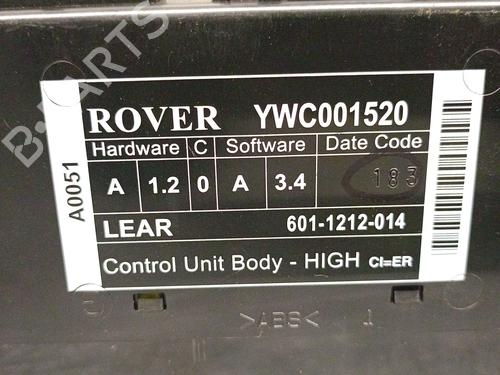 ROVER YWC001520
Hardware C Software Date Code
A 1.2 0 A 3.4 183
LEAR 601-1212-014
Control Unit Body - HIGH CI=ER
A0051
>ABS< 1
B-PARTS